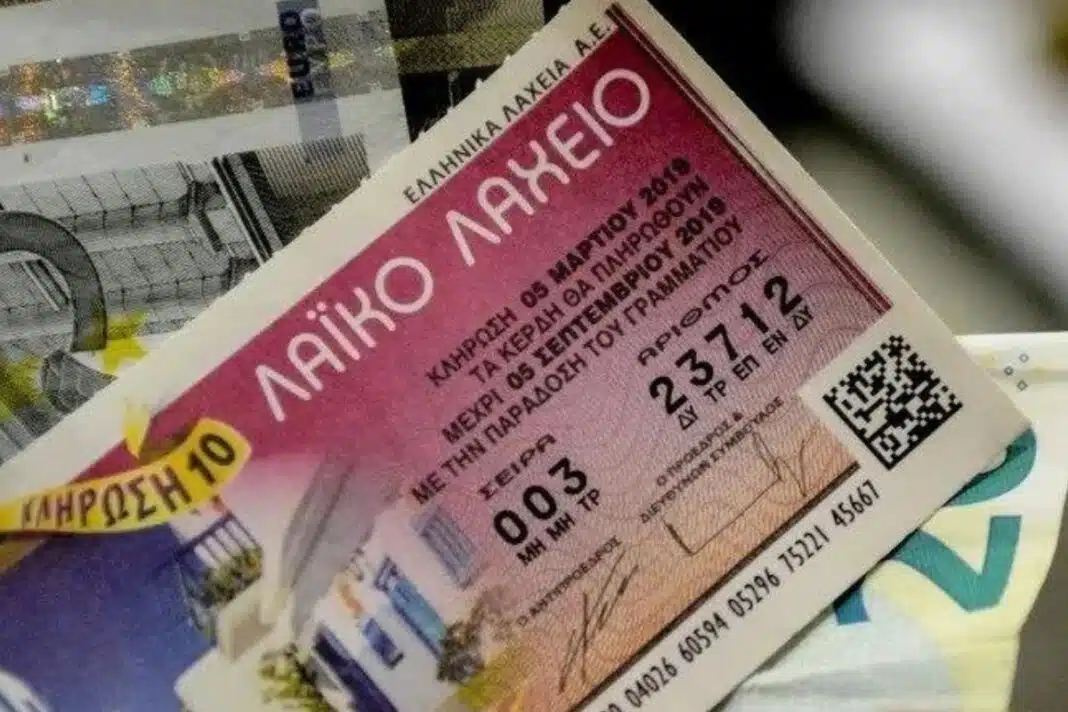 EURO
ΕΛΛΗΝΙΚΑ ΛΑΧΕΙΑ Α.Ε.
ΛΑΪΚΟ ΛΑΧΕΙΟ
ΚΛΗΡΩΣΗ 05 ΜΑΡΤΙΟΥ 2019
ΤΑ ΚΕΡΔΗ ΘΑ ΠΛΗΡΩΘΟΥΝ
ΜΕΧΡΙ 05 ΣΕΠΤΕΜΒΡΙΟΥ 2019
ΜΕ ΤΗΝ ΠΑΡΑΔΟΣΗ ΤΟΥ ΓΡΑΜΜΑΤΙΟΥ
ΑΡΙΘΜΟΣ
23712
ΔΥ ΤΡ ΕΠ ΕΝ ΔΥ
ΣΕΙΡΑ
003
ΜΗ ΜΗ ΤΡ
Ο ΠΡΟΕΔΡΟΣ &
ΔΙΕΥΘΥΝΩΝ ΣΥΜΒΟΥΛΟΣ
Ο ΑΝΤΙΠΡΟΕΔΡΟΣ
ΚΛΗΡΩΣΗ 10
04026 60594 05296 75221 45667
20